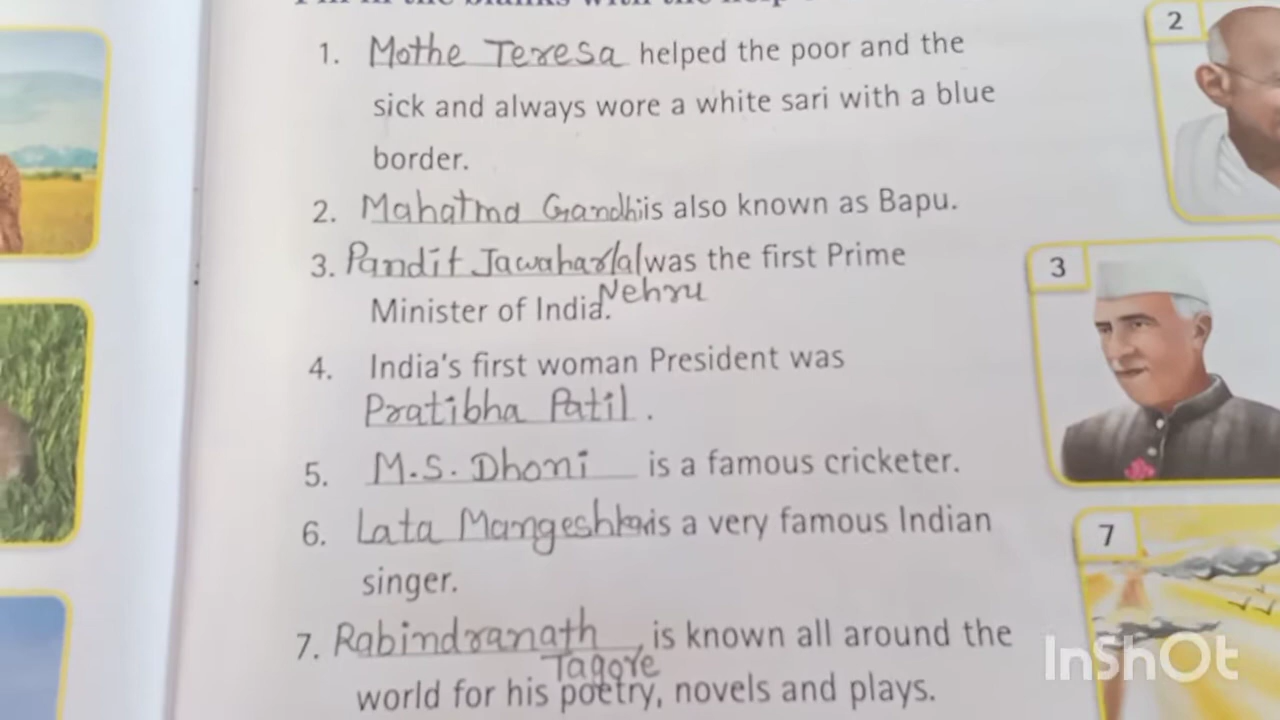 2
1. Mothe Teresa helped the poor and the
sick and always wore a white sari with a blue
border.
2. Mahatma Gandhi is also known as Bapu.
3. Pandit Jawaharlal was the first Prime
Nehru
Minister of India.
3
4. India's first woman President was
Pratibha Patil.
5. M.S. Dhoni is a famous cricketer.
6. Lata Mangeshkar is a very famous Indian
singer.
7
7. Rabindranath is known all around the
Tagore
world for his poetry, novels and plays.
InShOt